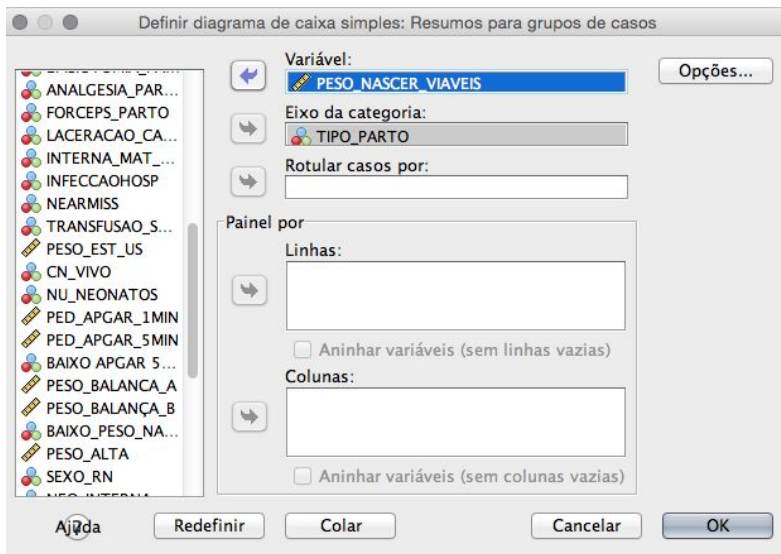 Definir diagrama de caixa simples: Resumos para grupos de casos
ANALGESIA_PAR...
FORCEPS_PARTO
LACERACAO_CA...
INTERNA_MAT_...
INFECCAOHOSP
NEARMISS
TRANSFUSAO_S...
PESO_EST_US
CN_VIVO
NU_NEONATOS
PED_APGAR_1MIN
PED_APGAR_5MIN
BAIXO APGAR 5...
PESO_BALANCA_A
PESO_BALANÇA_B
BAIXO_PESO_NA...
PESO_ALTA
SEXO_RN
Variável:
PESO_NASCER_VIAVEIS
Eixo da categoria:
TIPO_PARTO
Rotular casos por:
Painel por
Linhas:
Aninhar variáveis (sem linhas vazias)
Colunas:
Aninhar variáveis (sem colunas vazias)
Opções...
Ajuda
Redefinir
Colar
Cancelar
OK